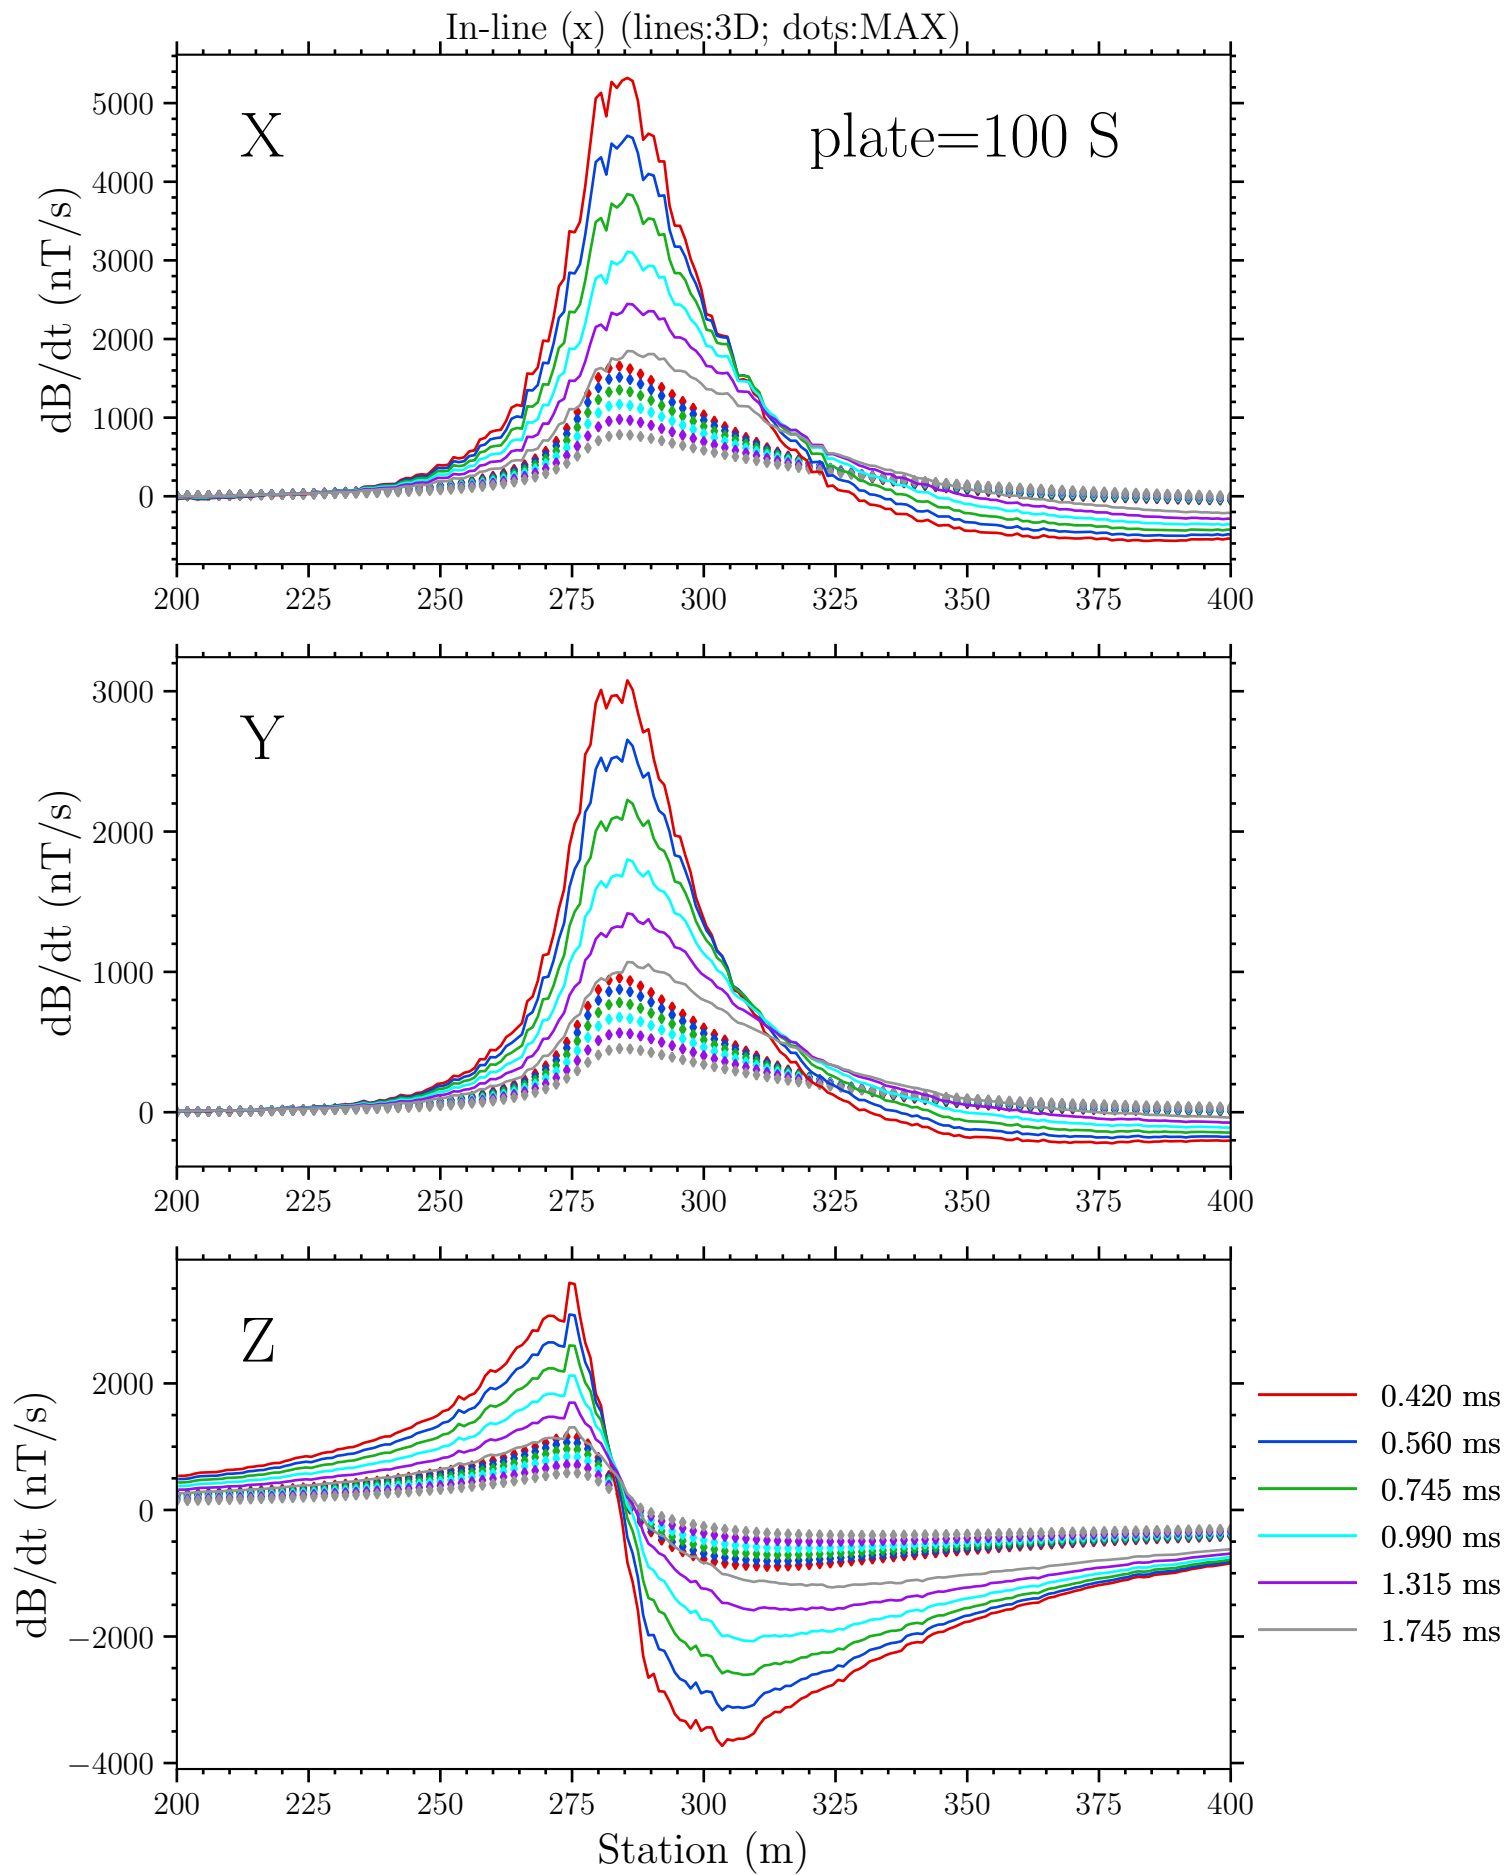 In-line (x) (lines:3D; dots:MAX)
X
plate=100 S
dB/dt (nT/s)
5000
4000
3000
2000
1000
0
200 225 250 275 300 325 350 375 400
Y
dB/dt (nT/s)
3000
2000
1000
0
200 225 250 275 300 325 350 375 400
Z
dB/dt (nT/s)
2000
0
−2000
−4000
200 225 250 275 300 325 350 375 400
Station (m)
0.420 ms
0.560 ms
0.745 ms
0.990 ms
1.315 ms
1.745 ms